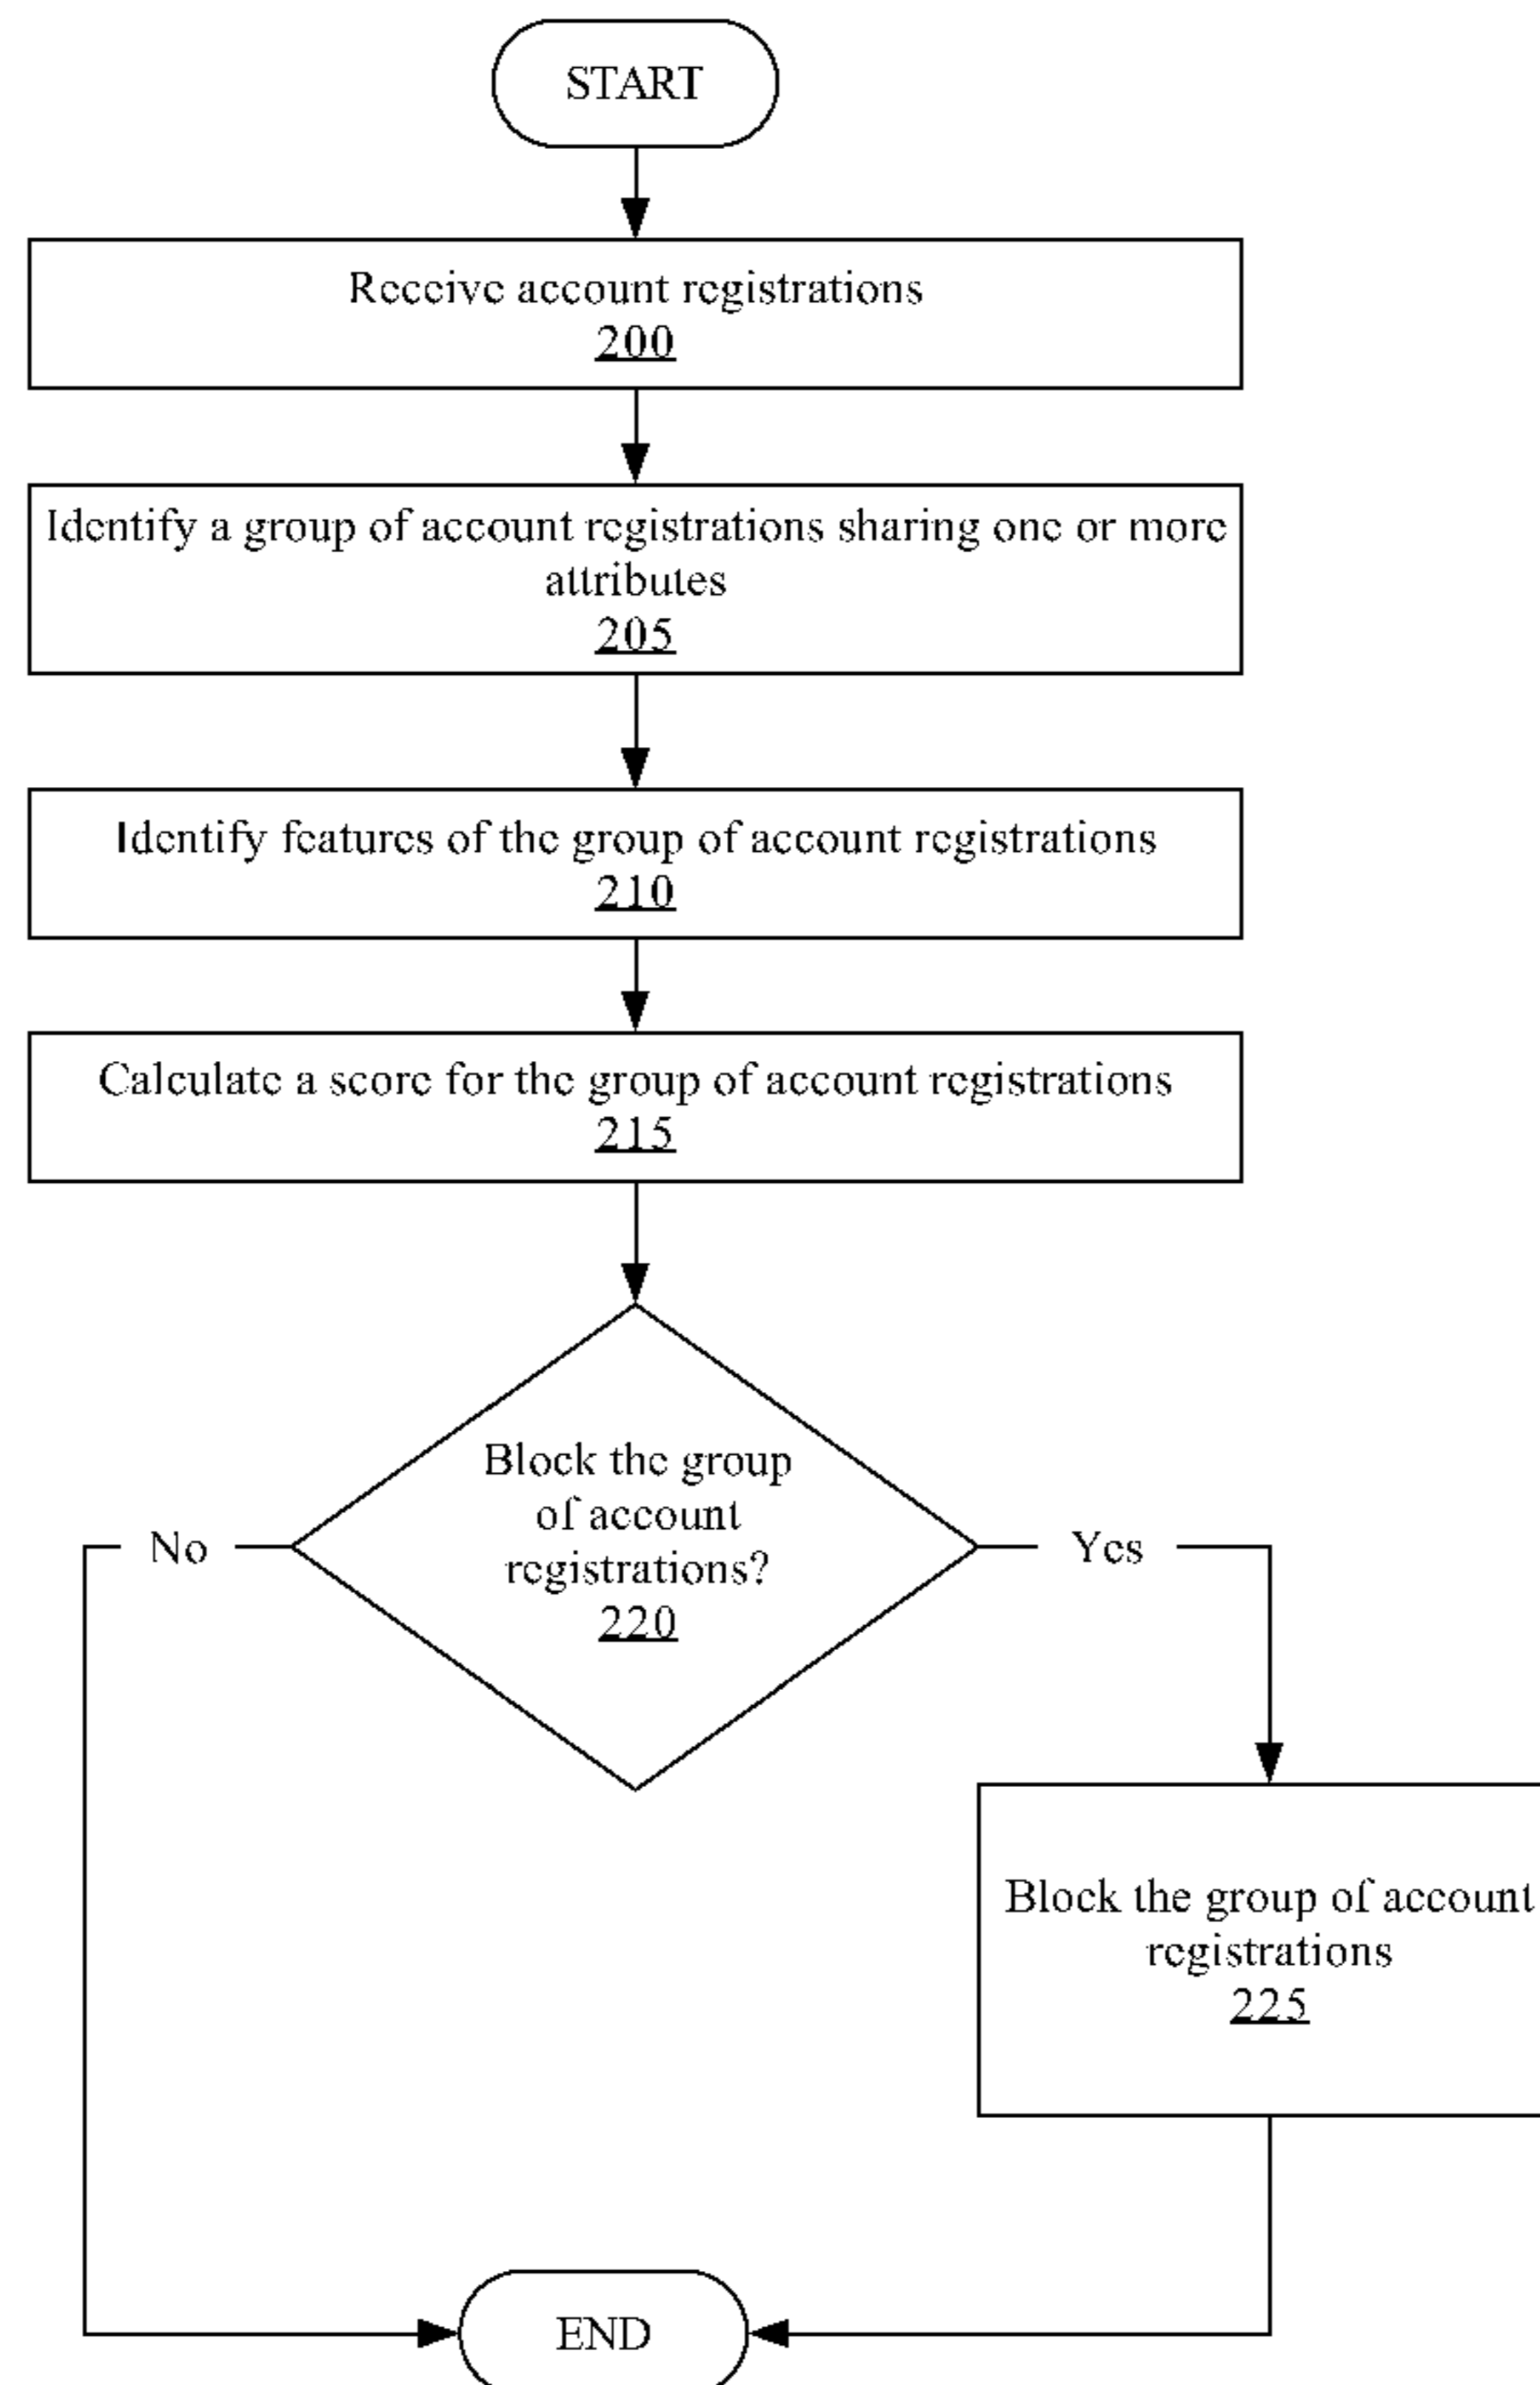 START
Receive account registrations
200
Identify a group of account registrations sharing one or more
attributes
205
Identify features of the group of account registrations
210
Calculate a score for the group of account registrations
215
Block the group
of account
registrations?
220
No
Yes
Block the group of account
registrations
225
END